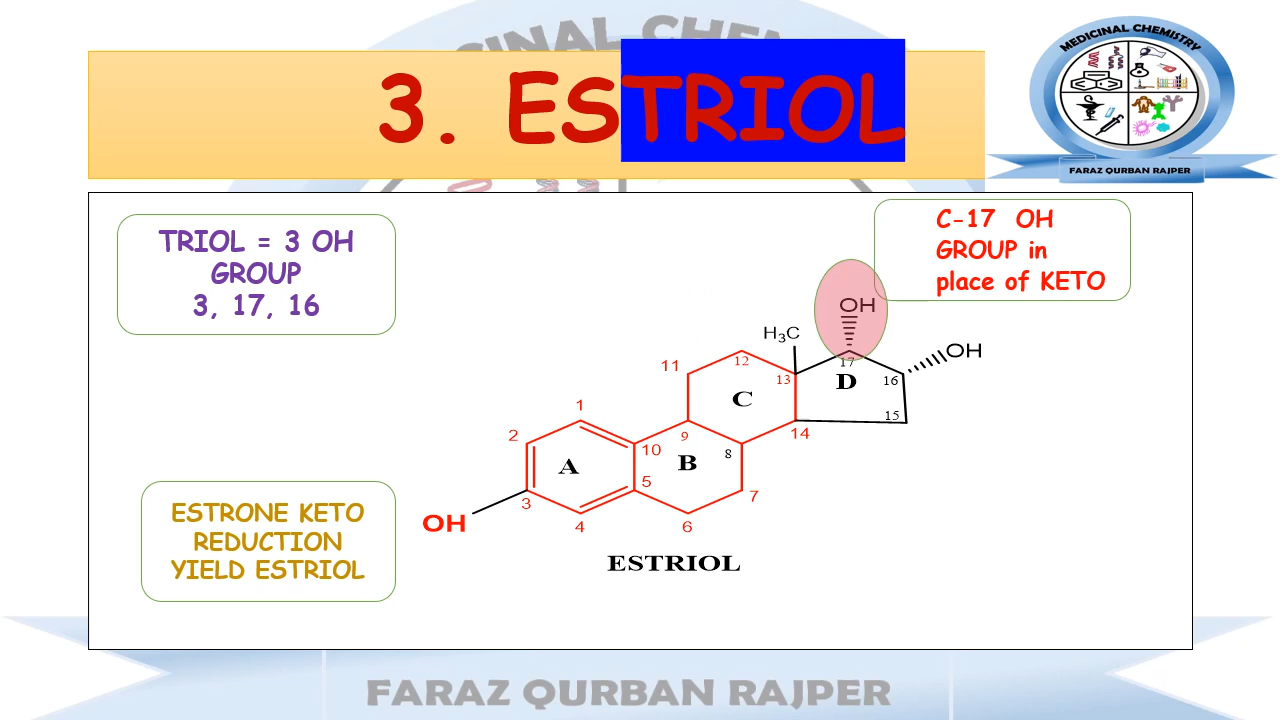 CINAL CHEM
3. ESTRIOL
MEDICINAL CHEMISTRY
FARAZ QURBAN RAJPER
TRIOL = 3 OH
GROUP
3, 17, 16
C-17 OH
GROUP in
place of KETO
OH
H₃C
OH
17
D
16
15
11
12
13
C
14
1
2
A
10
9
B
8
5
3
4
6
7
OH
ESTRONE KETO
REDUCTION
YIELD ESTRIOL
ESTRIOL
FARAZ QURBAN RAJPER